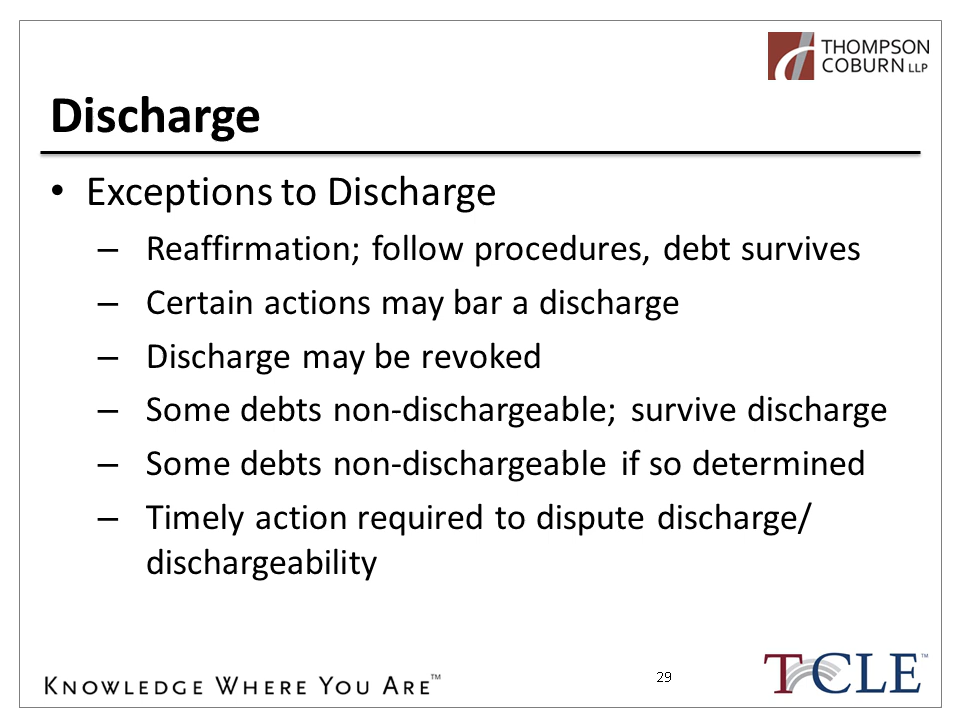 THOMPSON
COBURN LLP
Discharge
• Exceptions to Discharge
– Reaffirmation; follow procedures, debt survives
– Certain actions may bar a discharge
– Discharge may be revoked
– Some debts non-dischargeable; survive discharge
– Some debts non-dischargeable if so determined
– Timely action required to dispute discharge/
dischargeability
KNOWLEDGE WHERE YOU ARE™
29
TCLE™